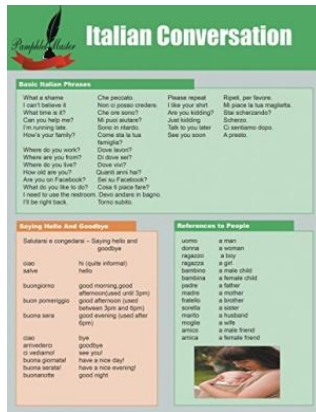 Pamphlet Master
Italian Conversation
Basic Italian Phrases
What a shame Che peccato.
I can't believe it Non ci posso credere.
What time is it? Che ore sono?
Can you help me? Mi puoi aiutare?
I'm running late. Sono in ritardo.
How's your family? Come sta la tua
famiglia?
Where do you work? Dove lavori?
Where are you from? Di dove sei?
Where do you live? Dove vivi?
How old are you? Quanti anni hai?
Are you on Facebook? Sei su Facebook?
What do you like to do? Cosa ti piace fare?
I need to use the restroom. Devo andare in bagno.
I'll be right back. Torno subito.
Please repeat Ripeti, per favore.
I like your shirt Mi piace la tua maglietta.
Are you kidding? Stai scherzando?
Just kidding Scherzo.
Talk to you later Ci sentiamo dopo.
See you soon A presto.
Saying Hello And Goodbye
Salutarsi e congedarsi – Saying hello and
goodbye
ciao hi (quite informal)
salve hello
buongiorno good morning,good
afternoon(used until 3pm)
buon pomeriggio good afternoon (used
between 3pm and 6pm)
buona sera good evening (used after
6pm)
ciao bye
arrivederci goodbye
ci vediamo! see you!
buona giornata! have a nice day!
buona serata! have a nice evening!
buonanotte good night
References to People
uomo a man
donna a woman
ragazzo a boy
ragazza a girl
bambino a male child
bambina a female child
padre a father
madre a mother
fratello a brother
sorella a sister
marito a husband
moglie a wife
amico a male friend
amica a female friend